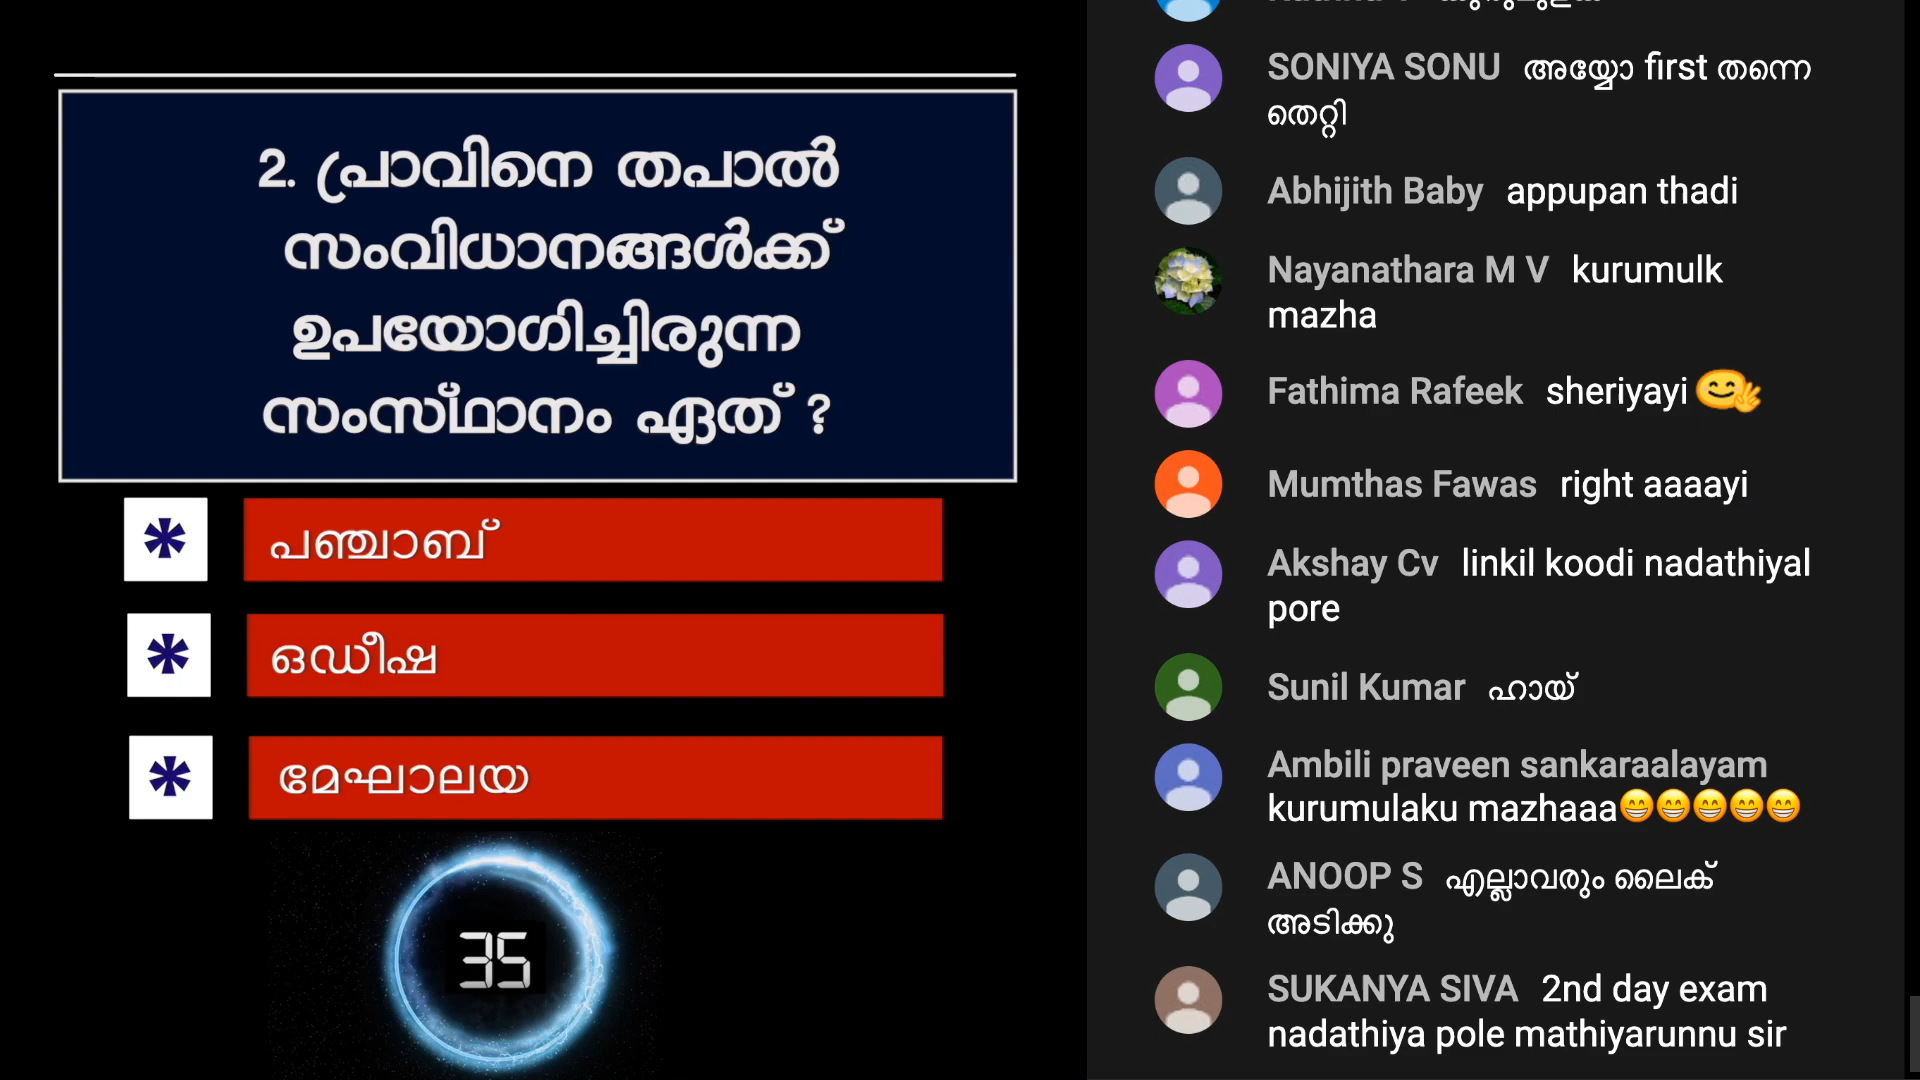 2. പ്രാവിനെ തപാൽ
സംവിധാനങ്ങൾക്ക്
ഉപയോഗിച്ചിരുന്ന
സംസ്ഥാനം ഏത് ?
* പഞ്ചാബ്
* ഒഡീഷ
* മേഘാലയ
35
SONIYA SONU അയ്യോ first തന്നെ
തെറ്റി
Abhijith Baby appupan thadi
Nayanathara M V kurumulk
mazha
Fathima Rafeek sheriyayi
Mumthas Fawas right aaaayi
Akshay Cv linkil koodi nadathiyal
pore
Sunil Kumar ഹായ്
Ambili praveen sankaraalayam
kurumulaku mazhaaa😁😁😁😁😁
ANOOP S എല്ലാവരും ലൈക്
അടിക്കു
SUKANYA SIVA 2nd day exam
nadathiya pole mathiyarunnu sir